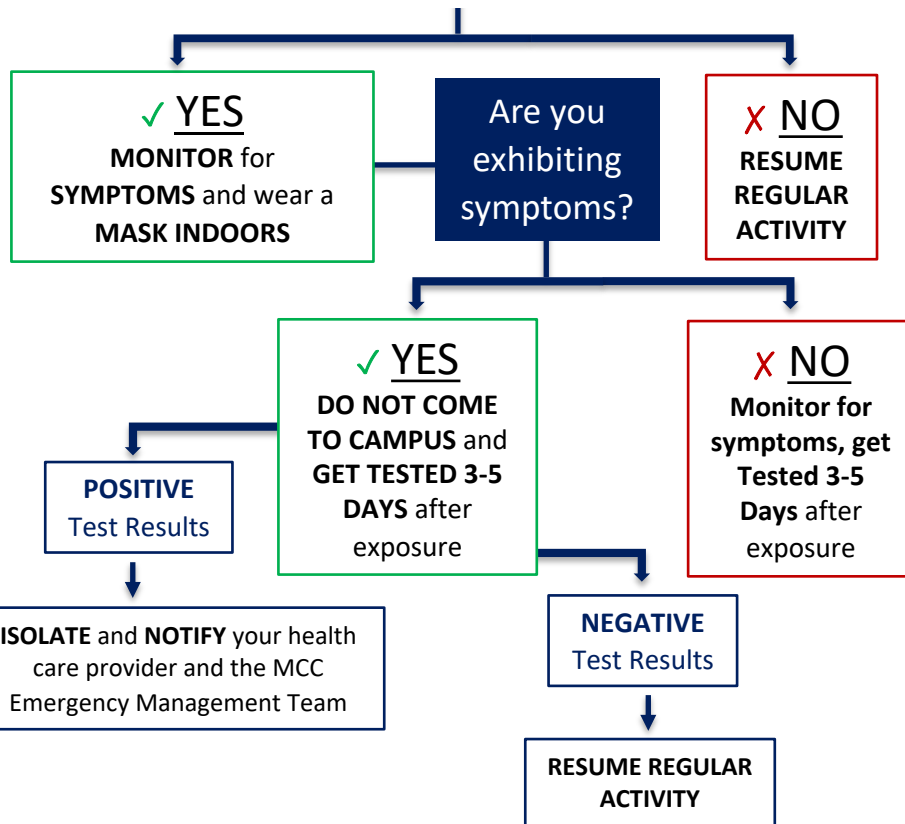 ✓ YES
MONITOR for
SYMPTOMS and wear a
MASK INDOORS
Are you
exhibiting
symptoms?
✗ NO
RESUME
REGULAR
ACTIVITY
✓ YES
DO NOT COME
TO CAMPUS and
GET TESTED 3-5
DAYS after
exposure
✗ NO
Monitor for
symptoms, get
Tested 3-5
Days after
exposure
POSITIVE
Test Results
ISOLATE and NOTIFY your health
care provider and the MCC
Emergency Management Team
NEGATIVE
Test Results
RESUME REGULAR
ACTIVITY